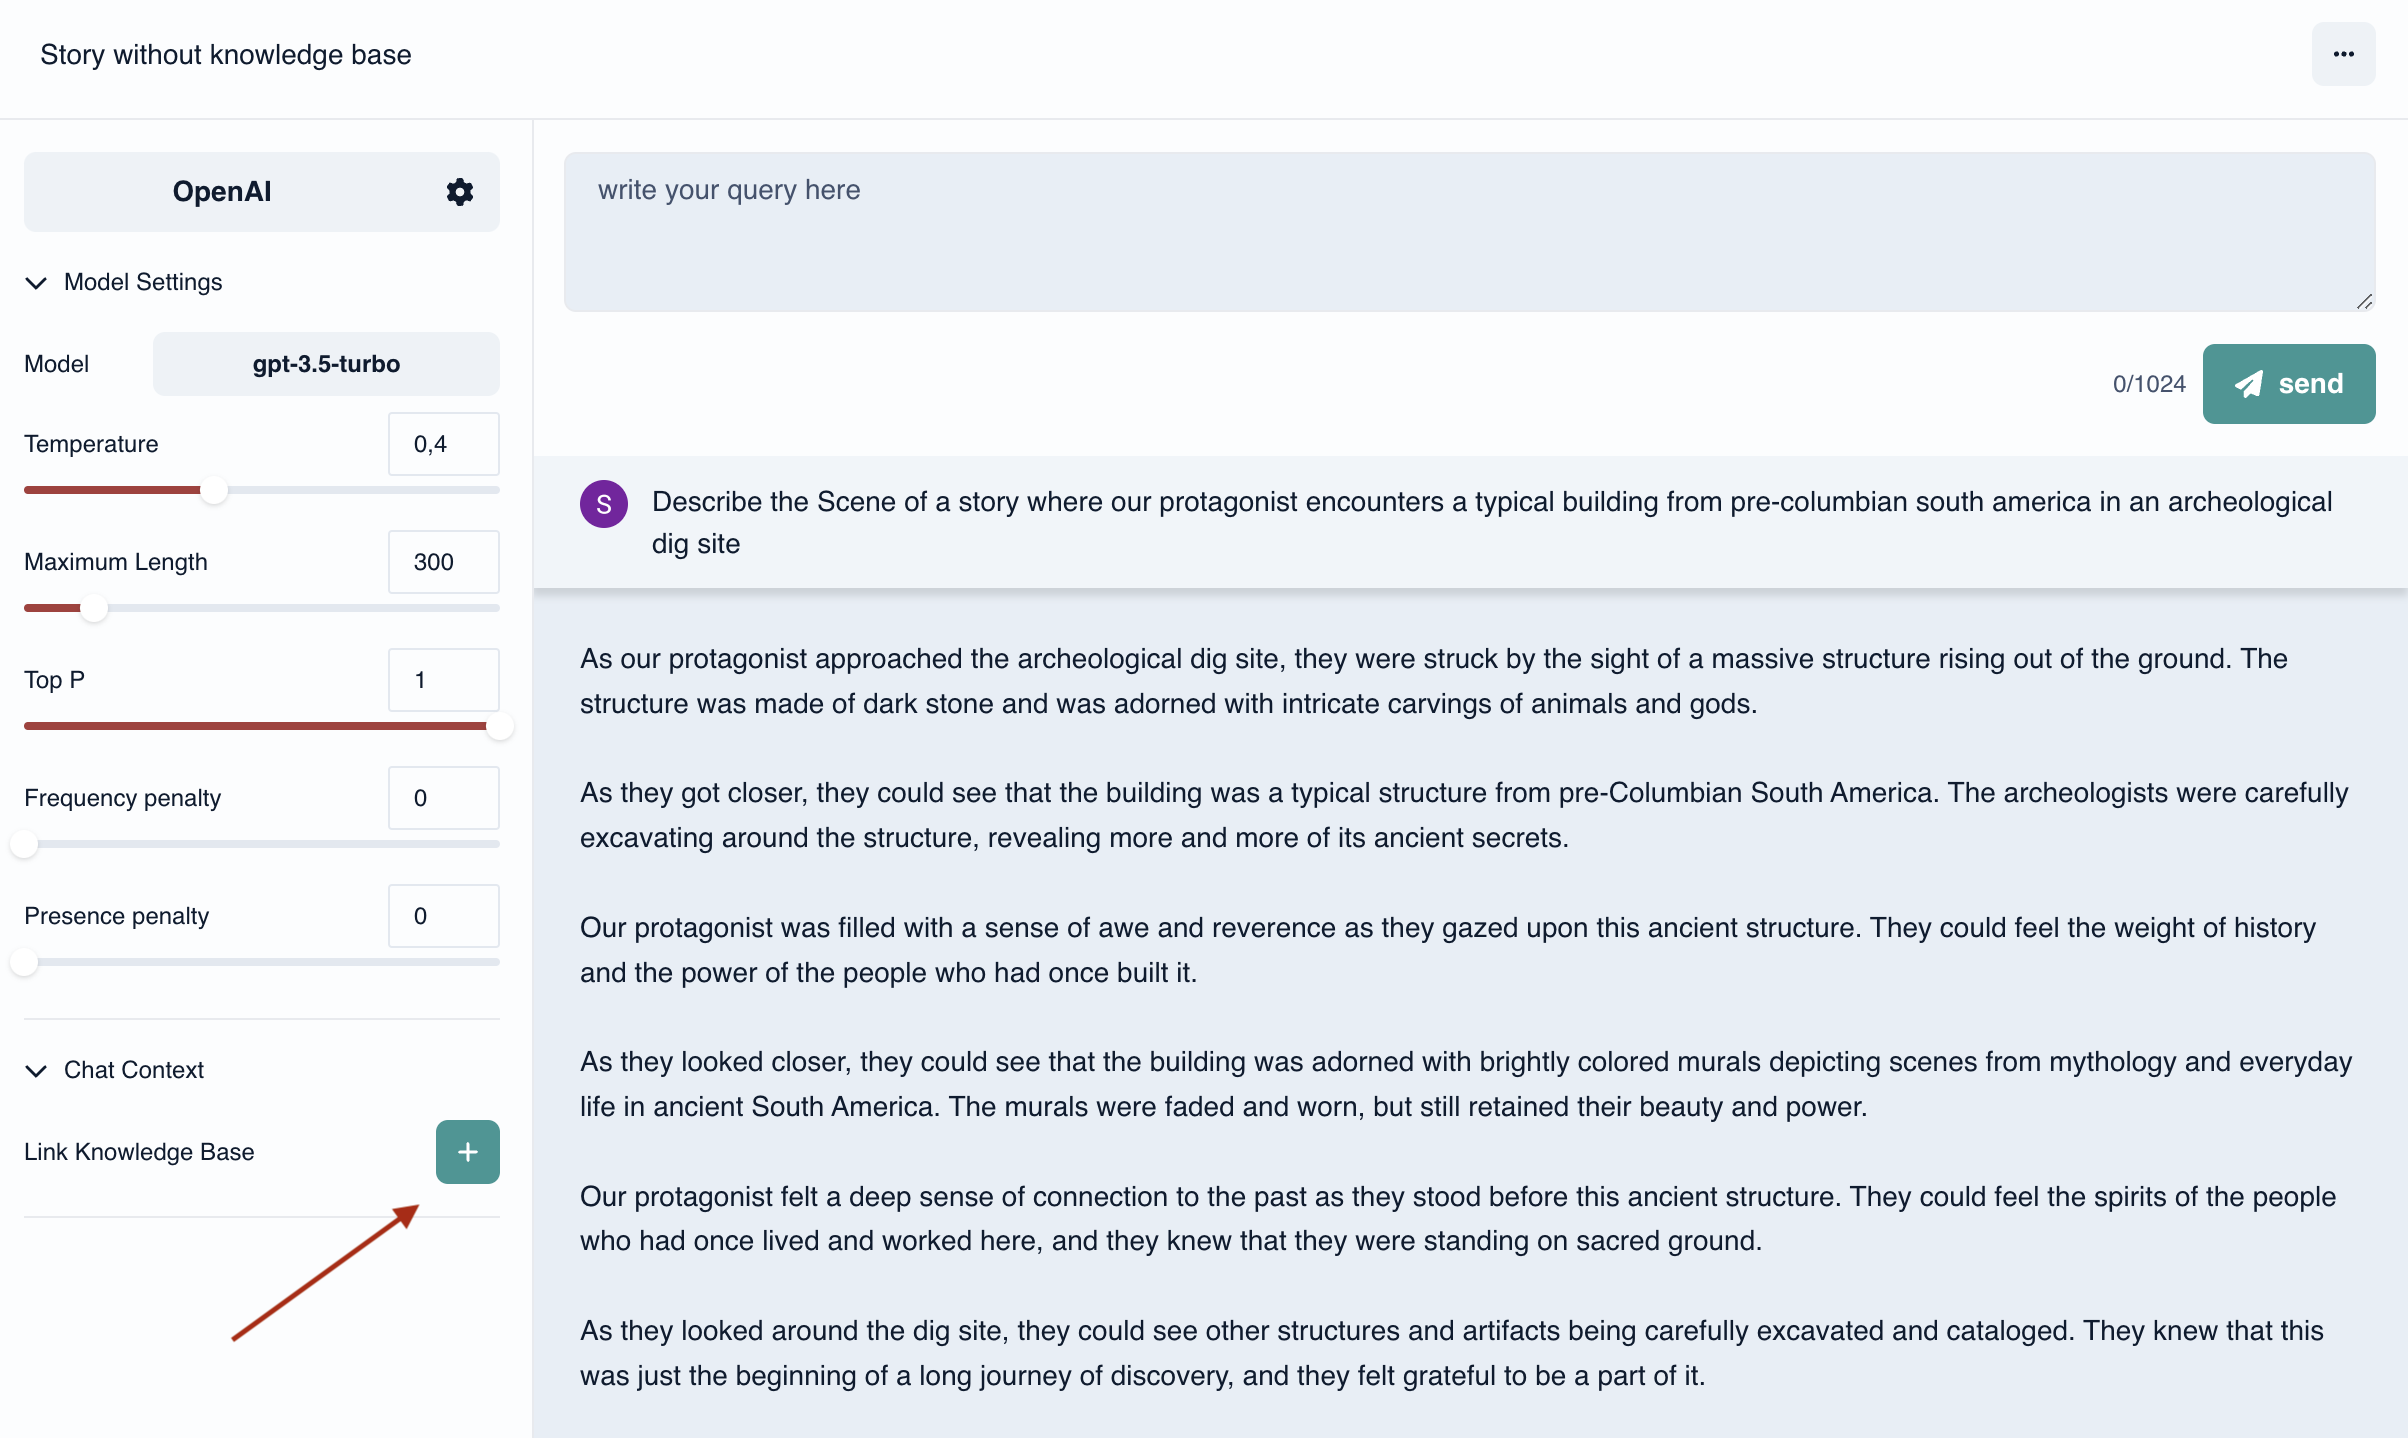 Story without knowledge base
OpenAI
Model Settings
Model
gpt-3.5-turbo
Temperature
0,4
Maximum Length
300
Top P
1
Frequency penalty
0
Presence penalty
0
Chat Context
Link Knowledge Base
write your query here
0/1024
send
S
Describe the Scene of a story where our protagonist encounters a typical building from pre-columbian south america in an archeological
dig site
As our protagonist approached the archeological dig site, they were struck by the sight of a massive structure rising out of the ground. The
structure was made of dark stone and was adorned with intricate carvings of animals and gods.
As they got closer, they could see that the building was a typical structure from pre-Columbian South America. The archeologists were carefully
excavating around the structure, revealing more and more of its ancient secrets.
Our protagonist was filled with a sense of awe and reverence as they gazed upon this ancient structure. They could feel the weight of history
and the power of the people who had once built it.
As they looked closer, they could see that the building was adorned with brightly colored murals depicting scenes from mythology and everyday
life in ancient South America. The murals were faded and worn, but still retained their beauty and power.
Our protagonist felt a deep sense of connection to the past as they stood before this ancient structure. They could feel the spirits of the people
who had once lived and worked here, and they knew that they were standing on sacred ground.
As they looked around the dig site, they could see other structures and artifacts being carefully excavated and cataloged. They knew that this
was just the beginning of a long journey of discovery, and they felt grateful to be a part of it.